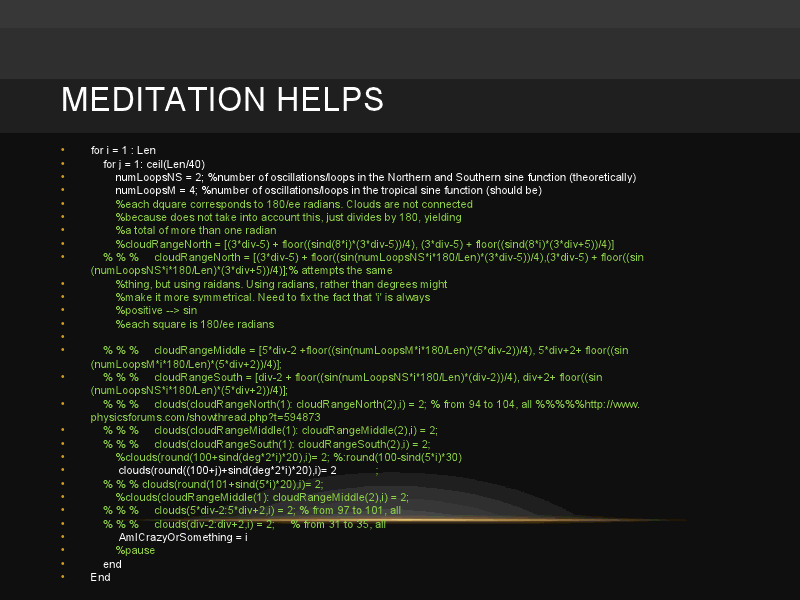 MEDITATION HELPS
for i = 1 : Len
for j = 1: ceil(Len/40)
numLoopsNS = 2; %number of oscillations/loops in the Northern and Southern sine function (theoretically)
numLoopsM = 4; %number of oscillations/loops in the tropical sine function (should be)
%each dquare corresponds to 180/ee radians. Clouds are not connected
%because does not take into account this, just divides by 180, yielding
%a total of more than one radian
%cloudRangeNorth = [(3*div-5) + floor((sind(8*i)*(3*div-5))/4), (3*div-5) + floor((sind(8*i)*(3*div+5))/4)]
% % %     cloudRangeNorth = [(3*div-5) + floor((sin(numLoopsNS*i*180/Len)*(3*div-5))/4),(3*div-5) + floor((sin
(numLoopsNS*i*180/Len)*(3*div+5))/4)];% attempts the same
%thing, but using raidans. Using radians, rather than degrees might
%make it more symmetrical. Need to fix the fact that 'i' is always
%positive --> sin
%each square is 180/ee radians
% % %     cloudRangeMiddle = [5*div-2 +floor((sin(numLoopsM*i*180/Len)*(5*div-2))/4), 5*div+2+ floor((sin
(numLoopsM*i*180/Len)*(5*div+2))/4)];
% % %     cloudRangeSouth = [div-2 + floor((sin(numLoopsNS*i*180/Len)*(div-2))/4), div+2+ floor((sin
(numLoopsNS*i*180/Len)*(5*div+2))/4)];
% % %     clouds(cloudRangeNorth(1): cloudRangeNorth(2),i) = 2; % from 94 to 104, all %%%%%http://www.
physicsforums.com/showthread.php?t=594873
% % %     clouds(cloudRangeMiddle(1): cloudRangeMiddle(2),i) = 2;
% % %     clouds(cloudRangeSouth(1): cloudRangeSouth(2),i) = 2;
%clouds(round(100+sind(deg*2*i)*20),i)= 2; %:round(100-sind(5*i)*30)
clouds(round((100+j)+sind(deg*2*i)*20),i)= 2          ;
% % % clouds(round(101+sind(5*i)*20),i)= 2;
%clouds(cloudRangeMiddle(1): cloudRangeMiddle(2),i) = 2;
% % %     clouds(5*div-2:5*div+2,i) = 2; % from 97 to 101, all
% % %     clouds(div-2:div+2,i) = 2;     % from 31 to 35, all
AmICrazyOrSomething = i
%pause
end
End